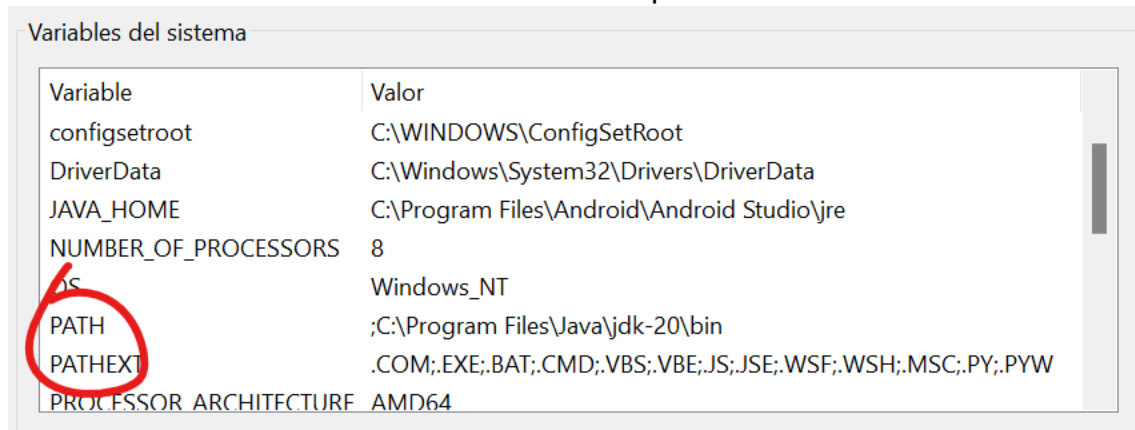 Variables del sistema
Variable Valor
configsetroot C:\WINDOWS\ConfigSetRoot
DriverData C:\Windows\System32\Drivers\DriverData
JAVA_HOME C:\Program Files\Android\Android Studio\jre
NUMBER_OF_PROCESSORS 8
OS Windows_NT
PATH ;C:\Program Files\Java\jdk-20\bin
PATHEXT .COM;.EXE;.BAT;.CMD;.VBS;.VBE;.JS;.JSE;.WSF;.WSH;.MSC;.PY;.PYW
PROCESSOR_ARCHITECTURE AMD64